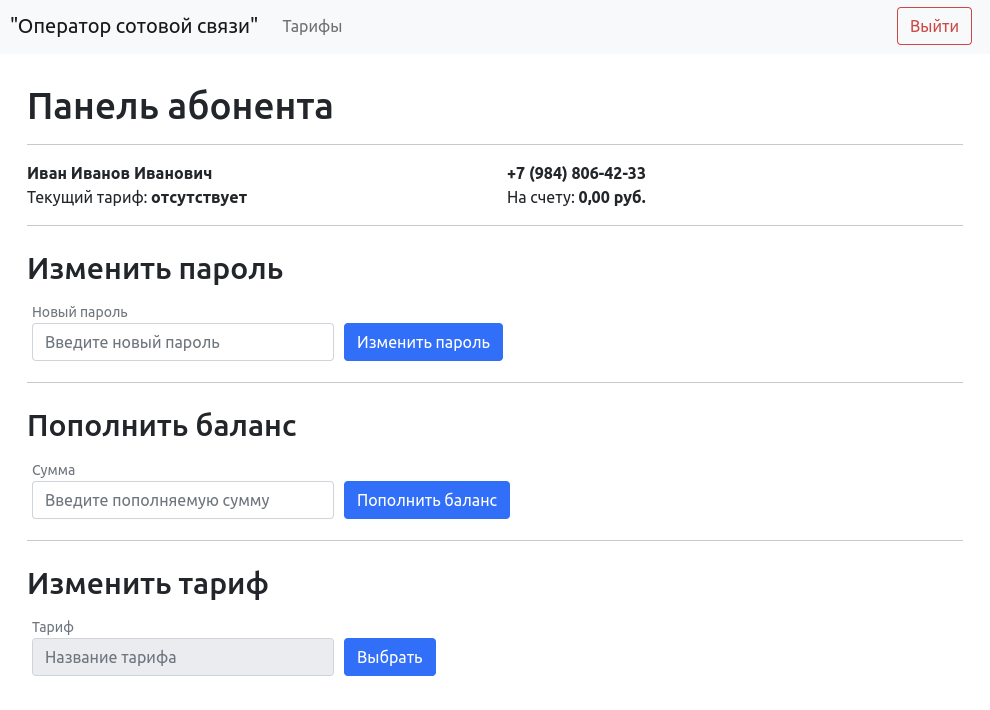 "Оператор сотовой связи" Тарифы Выйти
Панель абонента
Иван Иванов Иванович +7 (984) 806-42-33
Текущий тариф: отсутствует На счету: 0,00 руб.
Изменить пароль
Новый пароль
Введите новый пароль Изменить пароль
Пополнить баланс
Сумма
Введите пополняемую сумму Пополнить баланс
Изменить тариф
Тариф
Название тарифа Выбрать